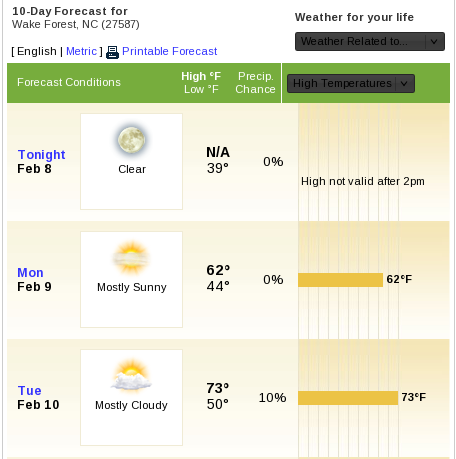 10-Day Forecast for
Wake Forest, NC (27587)
Weather for your life
Weather Related to...
[ English | Metric ] Printable Forecast
Forecast Conditions
High °F
Low °F
Precip.
Chance
High Temperatures
Tonight
Feb 8
Clear
N/A
39°
0%
High not valid after 2pm
Mon
Feb 9
Mostly Sunny
62°
44°
0%
62°F
Tue
Feb 10
Mostly Cloudy
73°
50°
10%
73°F